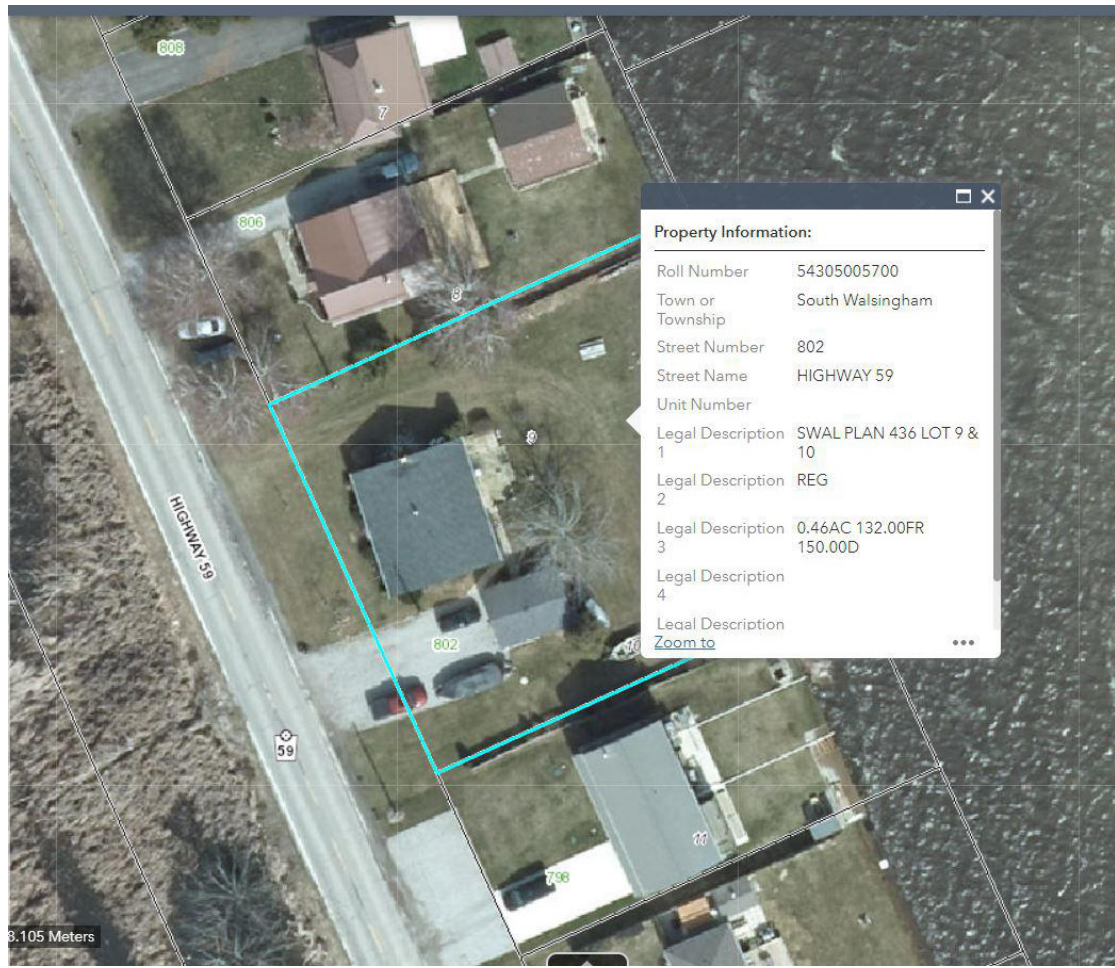 808
7
806
8
Property Information:
Roll Number 54305005700
Town or South Walsingham
Township
Street Number 802
Street Name HIGHWAY 59
Unit Number
Legal Description SWAL PLAN 436 LOT 9 &
1 10
Legal Description REG
2
Legal Description 0.46AC 132.00FR
3 150.00D
Legal Description
4
Legal Description
Zoom to
9
HIGHWAY 59
802
10
59
11
798
8.105 Meters